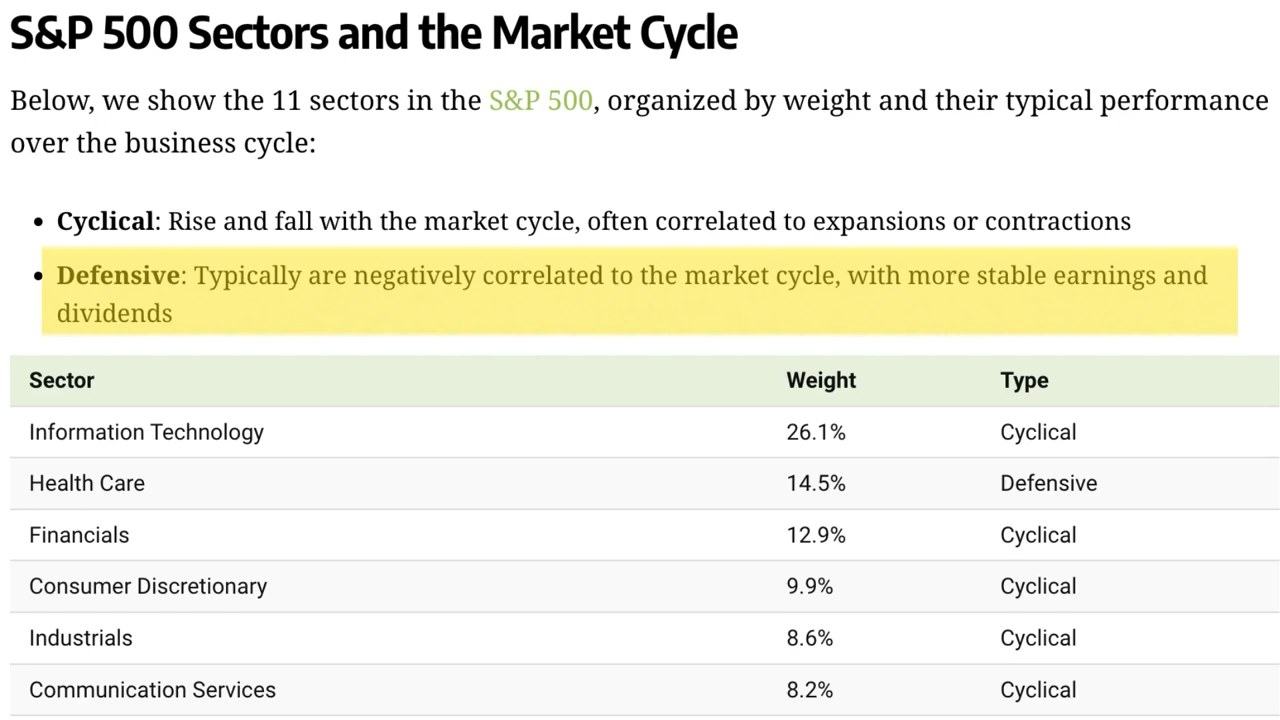 S&P 500 Sectors and the Market Cycle
Below, we show the 11 sectors in the S&P 500, organized by weight and their typical performance
over the business cycle:
• Cyclical: Rise and fall with the market cycle, often correlated to expansions or contractions
• Defensive: Typically are negatively correlated to the market cycle, with more stable earnings and
dividends
Sector Weight Type
Information Technology 26.1% Cyclical
Health Care 14.5% Defensive
Financials 12.9% Cyclical
Consumer Discretionary 9.9% Cyclical
Industrials 8.6% Cyclical
Communication Services 8.2% Cyclical